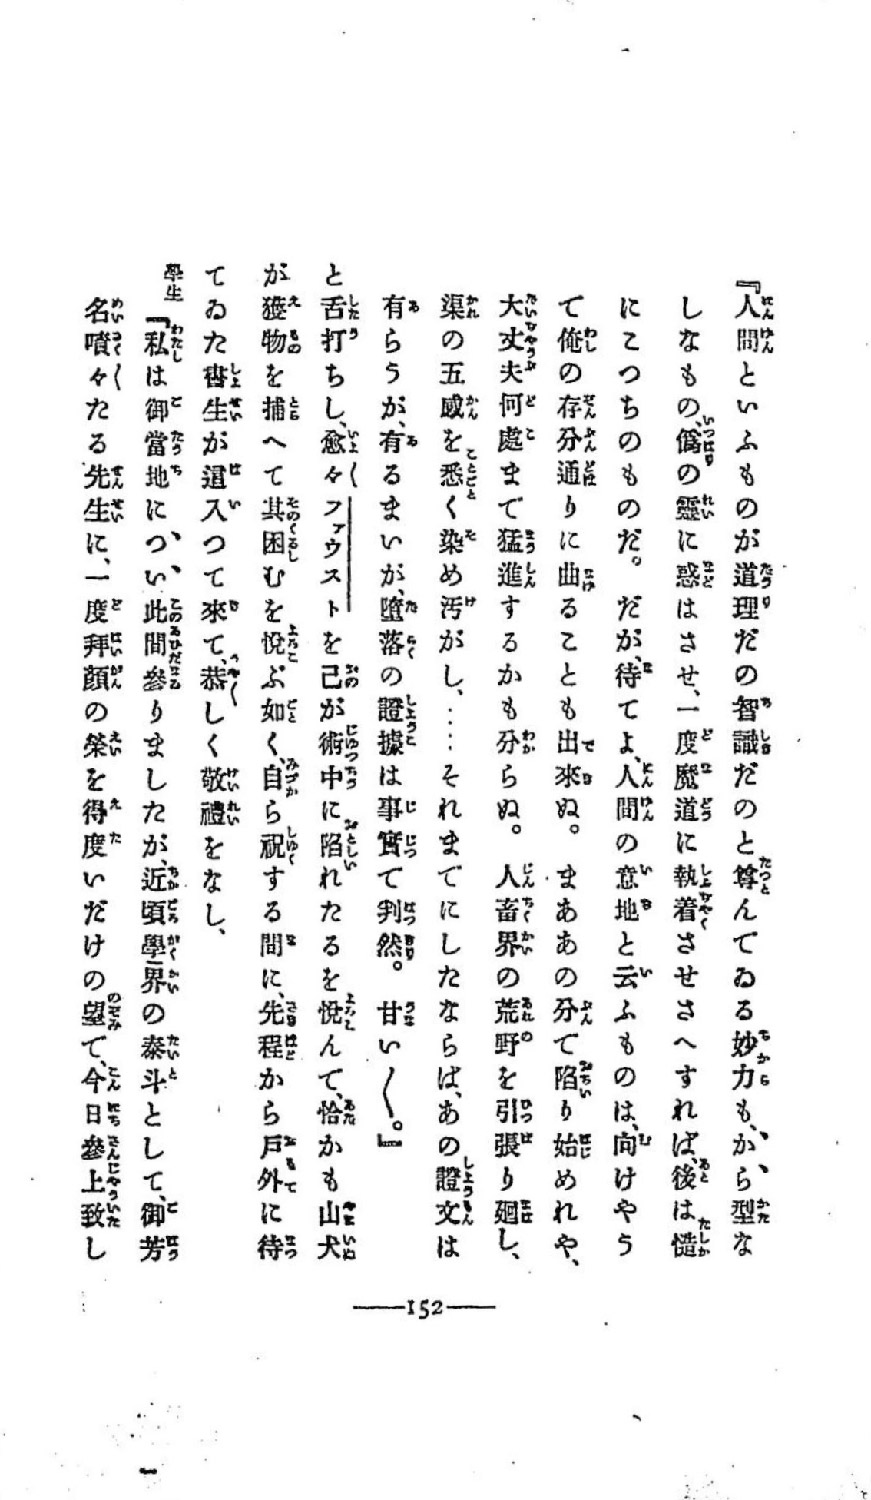 『人間といふものが道理だの智識だのと尊んてゐる妙力も、から型な
しなもの、僞の靈に惑はさせ、一度魔道に執着させさへすれば、後は慥
にこつちのものだ。だが、待てよ、人間の意地と云ふものは、向けやう
て俺の存分通りに曲ることも出來ぬ。まああの分て陷り始めれや、
大丈夫何處まで猛進するかも分らぬ。人畜界の荒野を引張り廻し、
渠の五感を悉く染め汚がし、……それまでにしたならば、あの證文は
有らうが、有るまいが、墮落の證據は事實て判然。甘い〱。』
と舌打ちし、愈々〱ファウストを己が術中に陷れたるを悅んて、恰かも山犬
が獲物を捕へて其困むを悅ぶ如く、自ら祝する間に、先程から戶外に待
てゐた書生が這入つて來て、恭しく敬禮をなし、
學生『私は御當地につい、此間參りましたが、近頃學界の泰斗として、御芳
名嘖々たる先生に、一度拜顏の榮を得度いだけの望て、今日參上致し
152